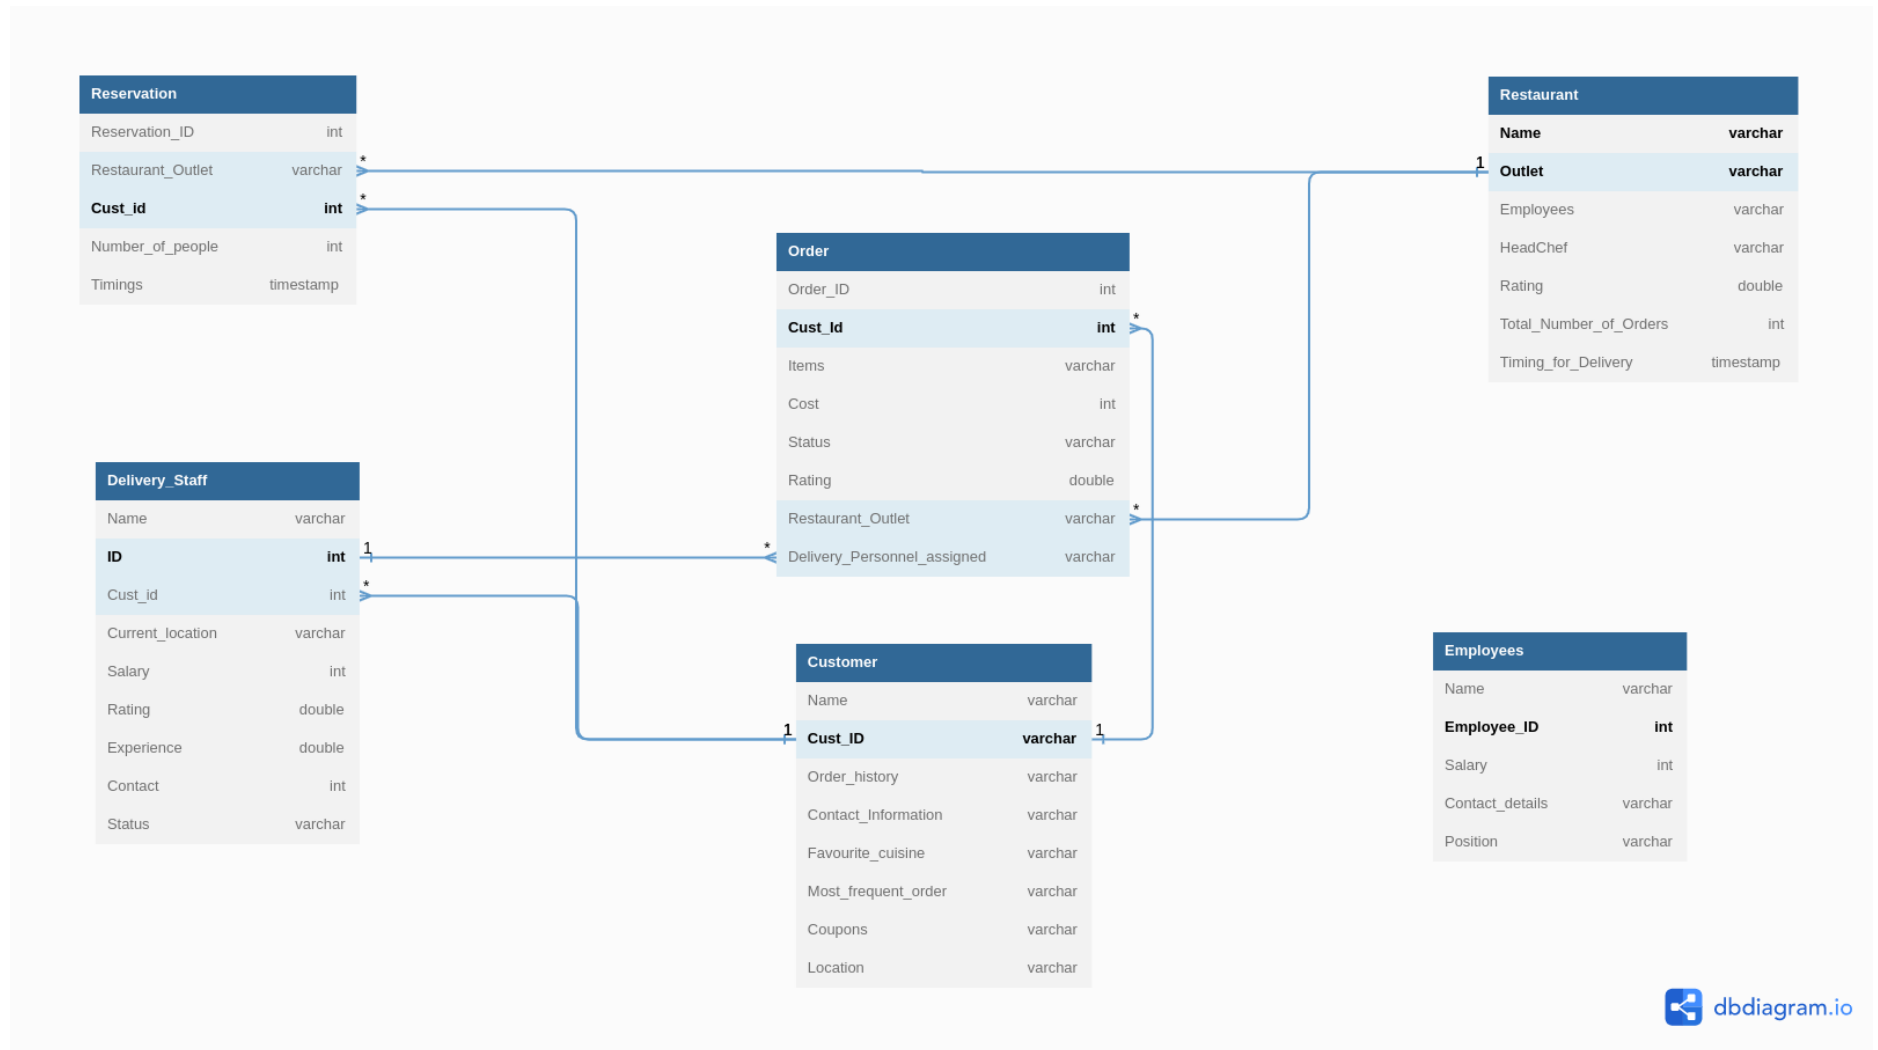 Reservation
Reservation_ID int
Restaurant_Outlet varchar
Cust_id int
Number_of_people int
Timings timestamp
*
*
Restaurant
Name varchar
1
Outlet varchar
Employees varchar
HeadChef varchar
Rating double
Total_Number_of_Orders int
Timing_for_Delivery timestamp
Order
Order_ID int
Cust_Id int
*
Items varchar
Cost int
Status varchar
Rating double
Restaurant_Outlet varchar
*
*
Delivery_Personnel_assigned varchar
Delivery_Staff
Name varchar
ID int
1
Cust_id int
*
Current_location varchar
Salary int
Rating double
Experience double
Contact int
Status varchar
Customer
Name varchar
1
Cust_ID varchar
1
Order_history varchar
Contact_Information varchar
Favourite_cuisine varchar
Most_frequent_order varchar
Coupons varchar
Location varchar
Employees
Name varchar
Employee_ID int
Salary int
Contact_details varchar
Position varchar
dbdiagram.io